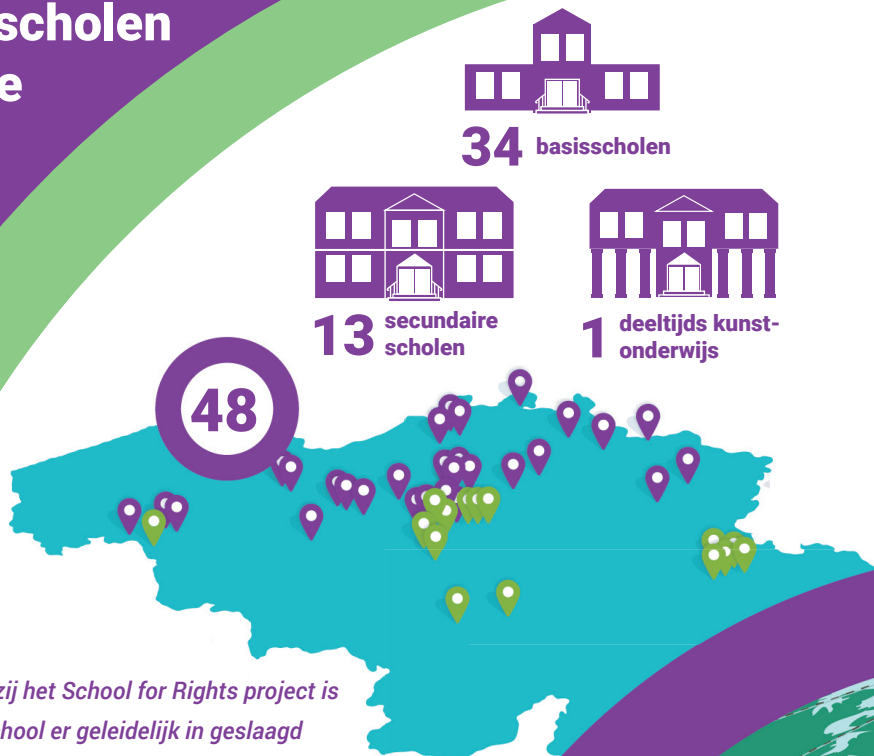 scholen
e
34 basisscholen
13 secundaire
scholen
1 deeltijds kunst-
onderwijs
48
zij het School for Rights project is
hool er geleidelijk in geslaagd